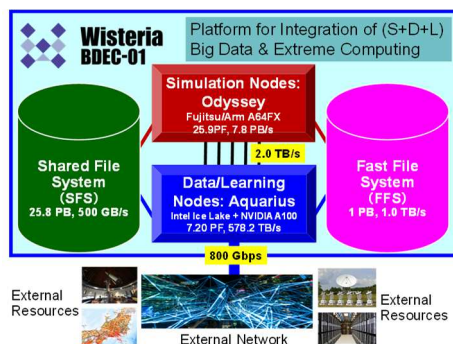 Wisteria
BDEC-01
Platform for Integration of (S+D+L)
Big Data & Extreme Computing
Simulation Nodes:
Odyssey
Fujitsu/Arm A64FX
25.9PF, 7.8 PB/s
2.0 TB/s
Shared File
System
(SFS)
25.8 PB, 500 GB/s
Data/Learning
Nodes: Aquarius
Intel Ice Lake + NVIDIA A100
7.20 PF, 578.2 TB/s
Fast File
System
(FFS)
1 PB, 1.0 TB/s
800 Gbps
External
Resources
External
Resources
External Network